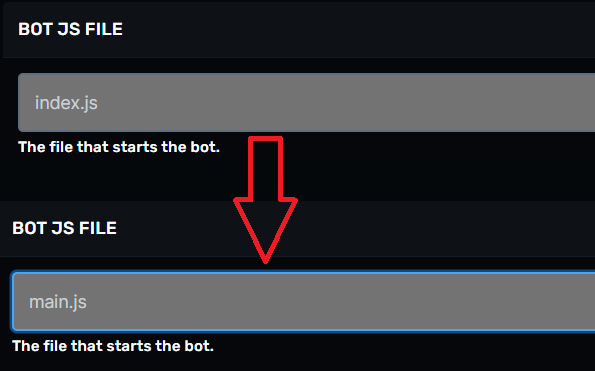 BOT JS FILE
index.js
The file that starts the bot.
BOT JS FILE
main.js
The file that starts the bot.